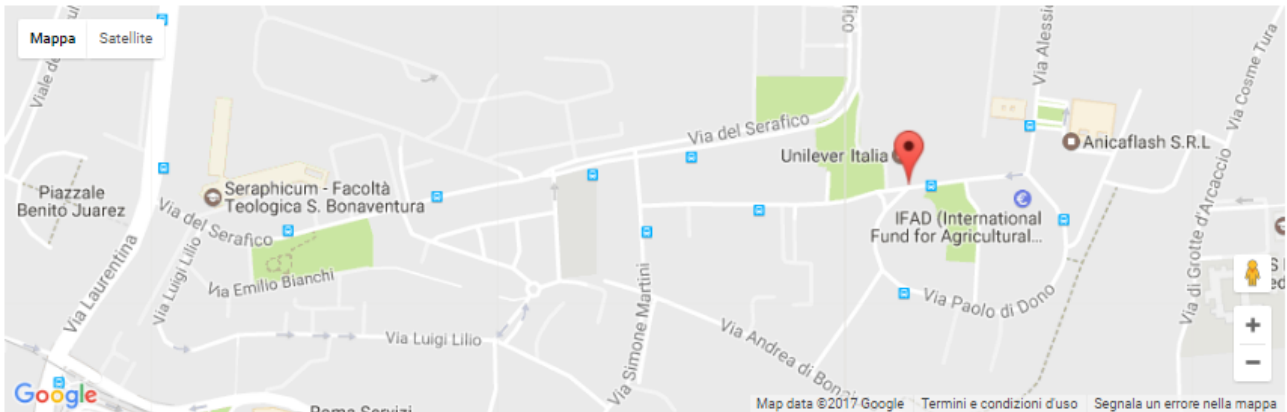 Mappa
Satellite
Via Alessi
Via Cosme Tura
Via del Serafico
Unilever Italia
Anicaflash S.R.L
Piazzale
Benito Juarez
Seraphicum - Facoltà
Teologica S. Bonaventura
Via del Serafico
IFAD (International
Fund for Agricultural...
Via Laurentina
Via Luigi Lilio
Via Emilio Bianchi
Via Paolo di Dono
Via di Grotte d'Arcaccio
Via Luigi Lilio
Via Simone Martini
Via Andrea di Bona
Google
Map data ©2017 Google
Termini e condizioni d'uso
Segnala un errore nella mappa